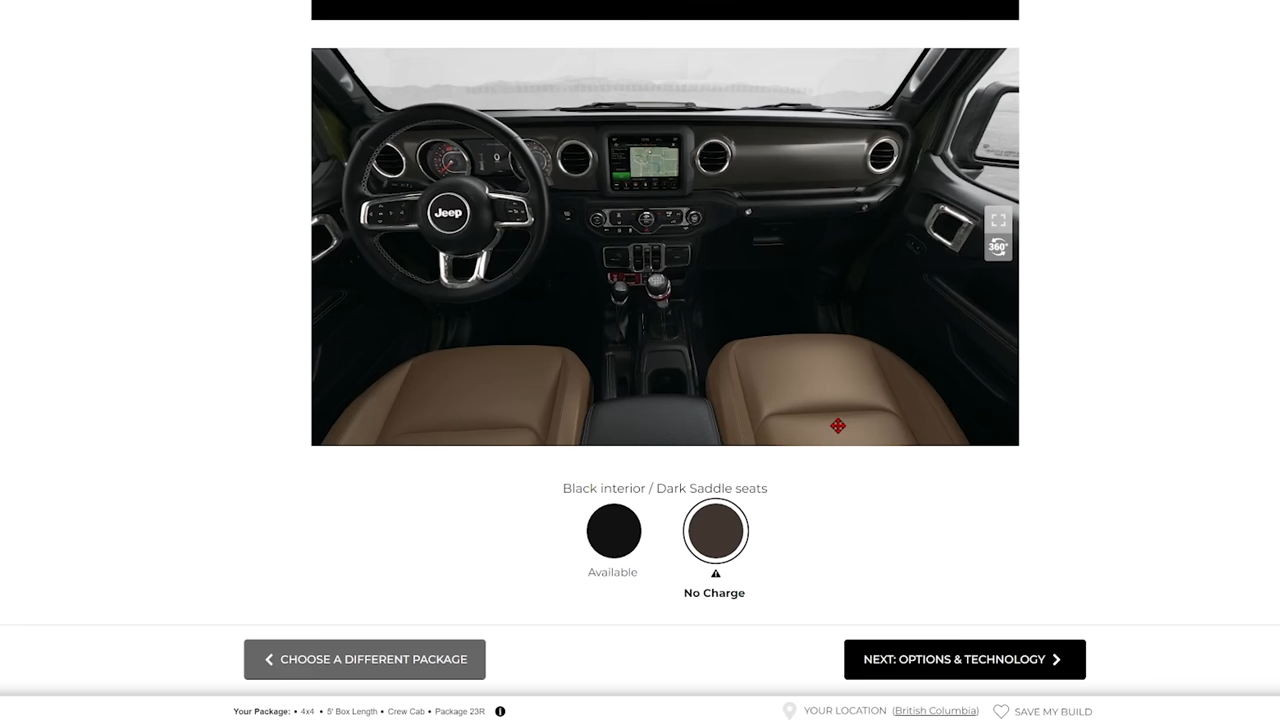 Jeep
360°
Black interior / Dark Saddle seats
Available
No Charge
CHOOSE A DIFFERENT PACKAGE
NEXT: OPTIONS & TECHNOLOGY
Your Package: • 4x4 • 5' Box Length • Crew Cab • Package 23R
YOUR LOCATION (British Columbia)
SAVE MY BUILD